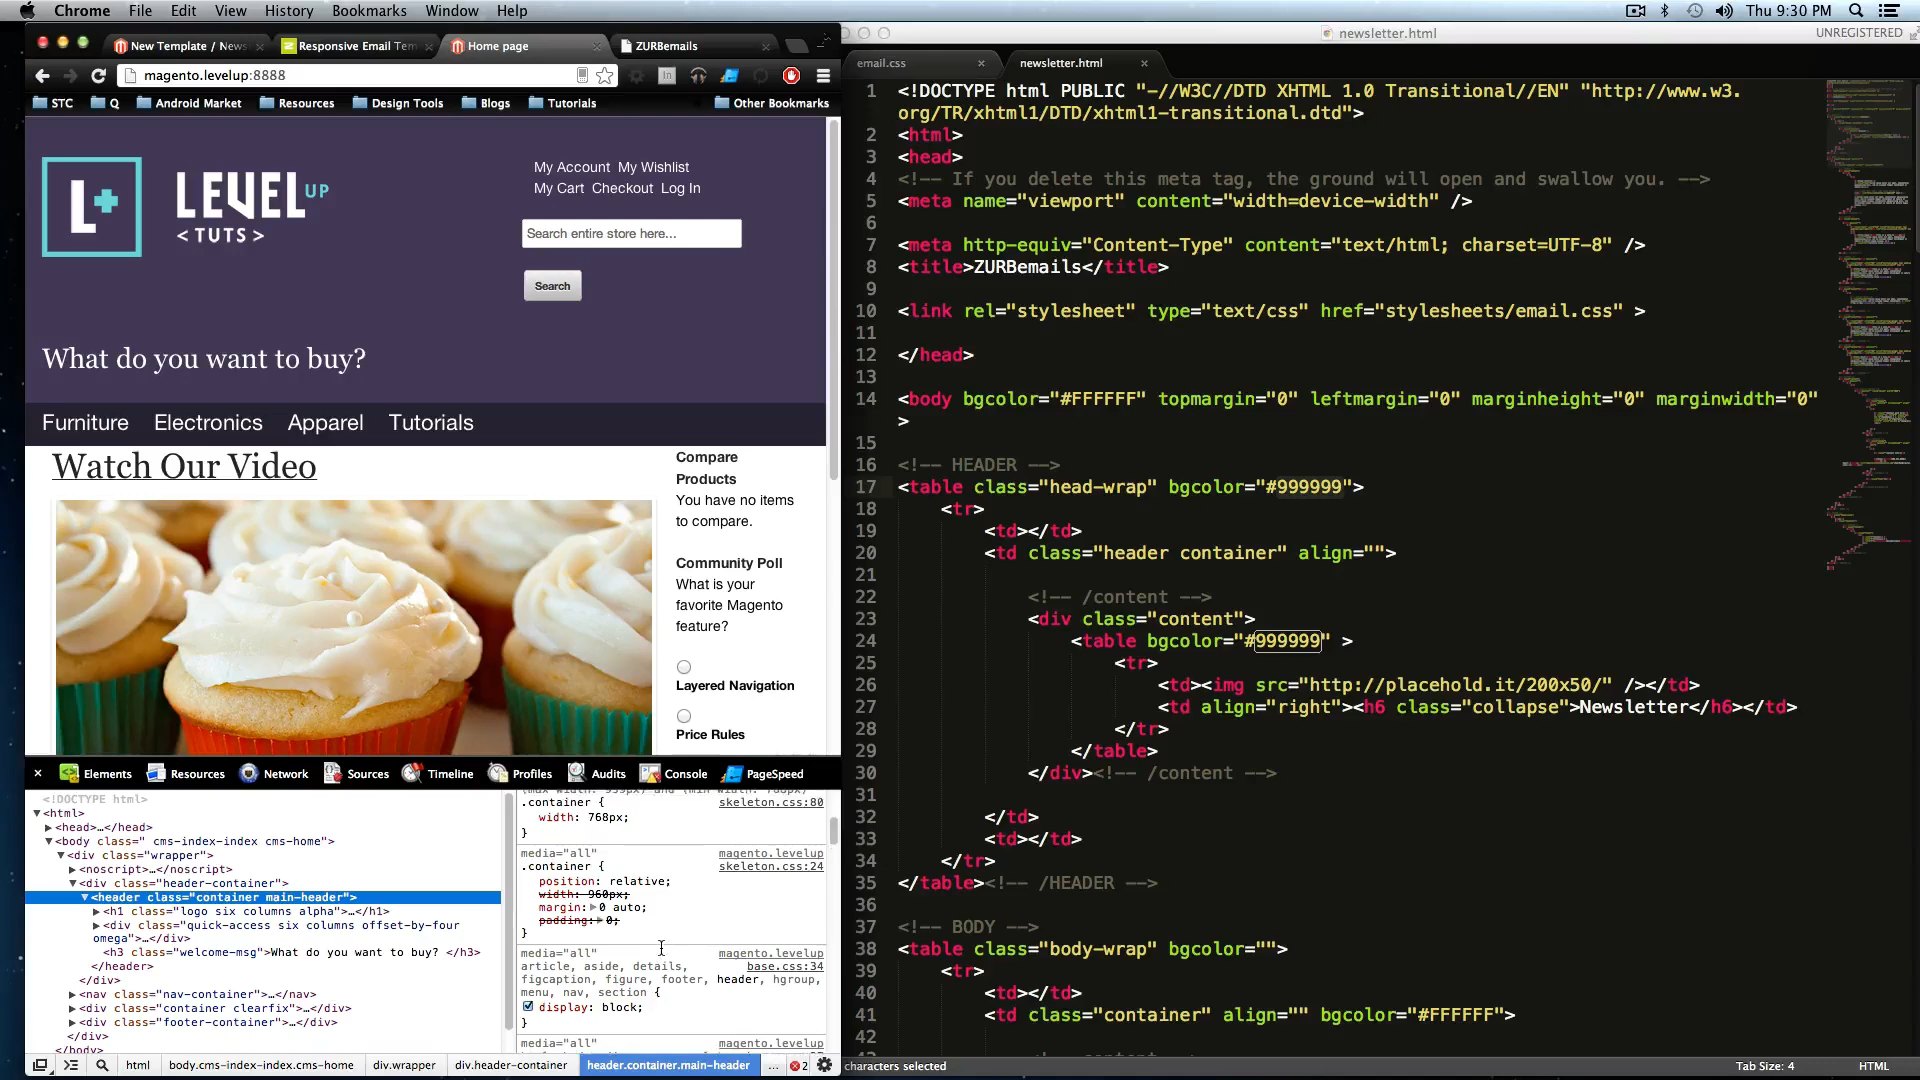 Chrome File Edit View History Bookmarks Window Help
Thu 9:30 PM
New Template / News
Responsive Email Tem
Home page
ZURBemails
magento.levelup:8888
STC Q Android Market Resources Design Tools Blogs Tutorials Other Bookmarks
L+
LEVEL UP
< TUTS >
My Account My Wishlist
My Cart Checkout Log In
Search entire store here...
Search
What do you want to buy?
Furniture Electronics Apparel Tutorials
Watch Our Video
Compare
Products
You have no items
to compare.
Community Poll
What is your
favorite Magento
feature?
Layered Navigation
Price Rules
Elements Resources Network Sources Timeline Profiles Audits Console PageSpeed
<!DOCTYPE html>
<html>
<head>…</head>
<body class=" cms-index-index cms-home">
<div class="wrapper">
<noscript>…</noscript>
<div class="header-container">
<header class="container main-header">
<h1 class="logo six columns alpha">…</h1>
<div class="quick-access six columns offset-by-four
omega">…</div>
<h3 class="welcome-msg">What do you want to buy? </h3>
</header>
</div>
<nav class="nav-container">…</nav>
<div class="container clearfix">…</div>
<div class="footer-container">…</div>
</div>
</body>
(max-width: 959px) and (min-width: 768px)
.container { skeleton.css:80
width: 768px;
}
media="all" magento.levelup
.container { skeleton.css:24
position: relative;
width: 960px;
margin: 0 auto;
padding: 0;
}
media="all" magento.levelup
article, aside, details, base.css:34
figcaption, figure, footer, header, hgroup,
menu, nav, section {
display: block;
}
media="all" magento.levelup
html body.cms-index-index.cms-home div.wrapper div.header-container header.container.main-header ... 2
newsletter.html
UNREGISTERED
email.css
newsletter.html
1 <!DOCTYPE html PUBLIC "-//W3C//DTD XHTML 1.0 Transitional//EN" "http://www.w3.
org/TR/xhtml1/DTD/xhtml1-transitional.dtd">
2 <html>
3 <head>
4 <!-- If you delete this meta tag, the ground will open and swallow you. -->
5 <meta name="viewport" content="width=device-width" />
6
7 <meta http-equiv="Content-Type" content="text/html; charset=UTF-8" />
8 <title>ZURBemails</title>
9
10 <link rel="stylesheet" type="text/css" href="stylesheets/email.css" >
11
12 </head>
13
14 <body bgcolor="#FFFFFF" topmargin="0" leftmargin="0" marginheight="0" marginwidth="0"
>
15
16 <!-- HEADER -->
17 <table class="head-wrap" bgcolor="#999999">
18 <tr>
19 <td></td>
20 <td class="header container" align="">
21
22 <!-- /content -->
23 <div class="content">
24 <table bgcolor="#999999" >
25 <tr>
26 <td><img src="http://placehold.it/200x50/" /></td>
27 <td align="right"><h6 class="collapse">Newsletter</h6></td>
28 </tr>
29 </table>
30 </div><!-- /content -->
31
32 </td>
33 <td></td>
34 </tr>
35 </table><!-- /HEADER -->
36
37 <!-- BODY -->
38 <table class="body-wrap" bgcolor="">
39 <tr>
40 <td></td>
41 <td class="container" align="" bgcolor="#FFFFFF">
42
characters selected
Tab Size: 4
HTML